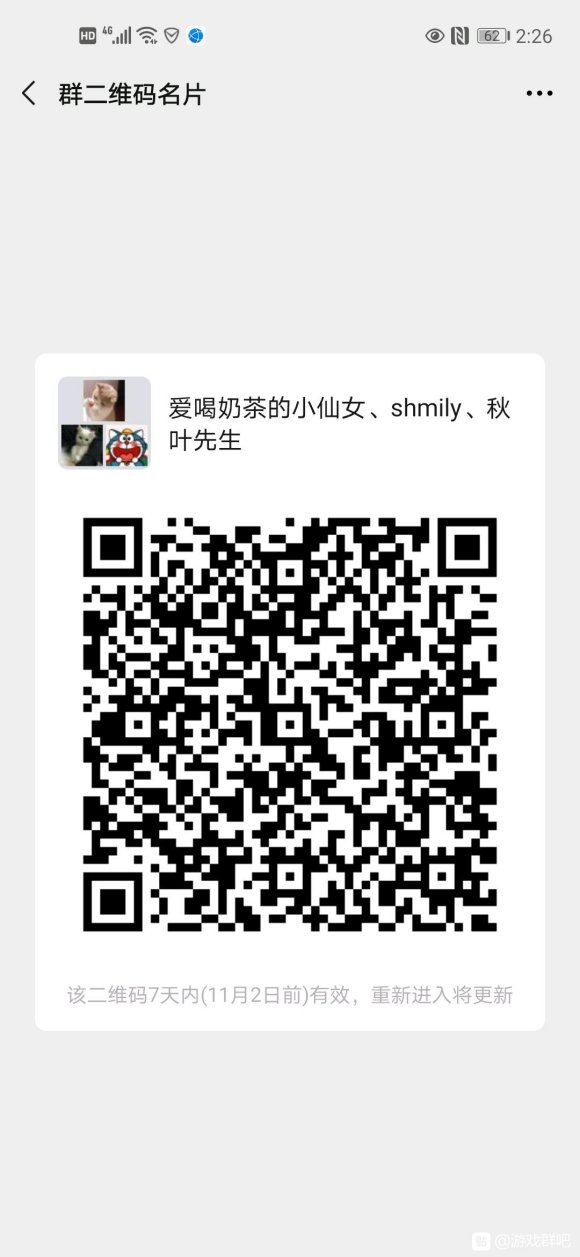 HD 4G 62 2:26
群二维码名片
爱喝奶茶的小仙女、shmily、秋
叶先生
该二维码7天内(11月2日前)有效，重新进入将更新
贴 @游戏群吧